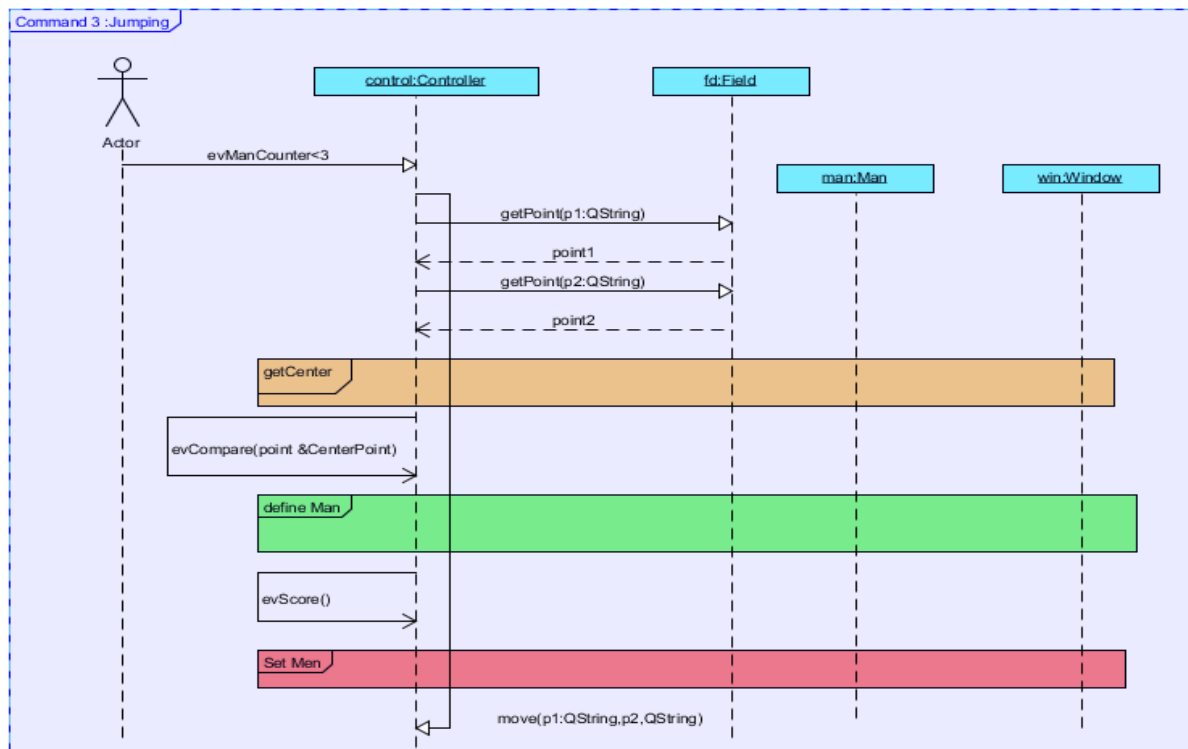 Command 3 :Jumping
control:Controller
fd:Field
Actor
evManCounter<3
man:Man
win:Window
getPoint(p1:QString)
point1
getPoint(p2:QString)
point2
getCenter
evCompare(point &CenterPoint)
define Man
evScore()
Set Men
move(p1:QString,p2,QString)